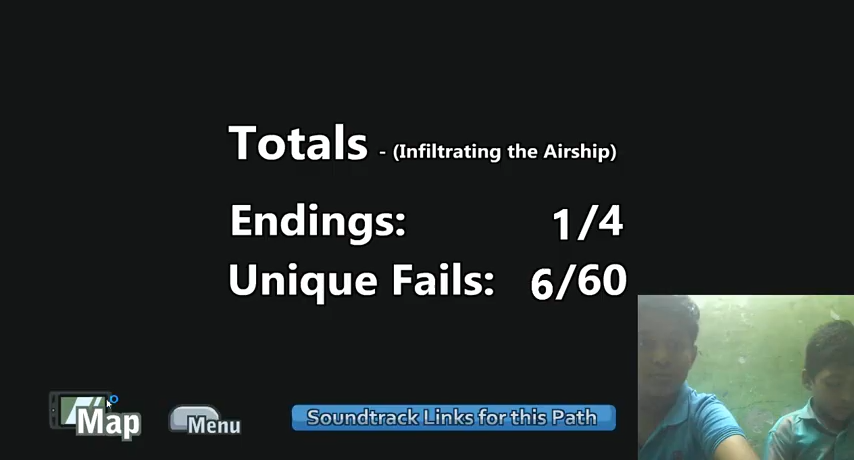 Totals - (Infiltrating the Airship)
Endings: 1/4
Unique Fails: 6/60
Map
Menu
Soundtrack Links for this Path